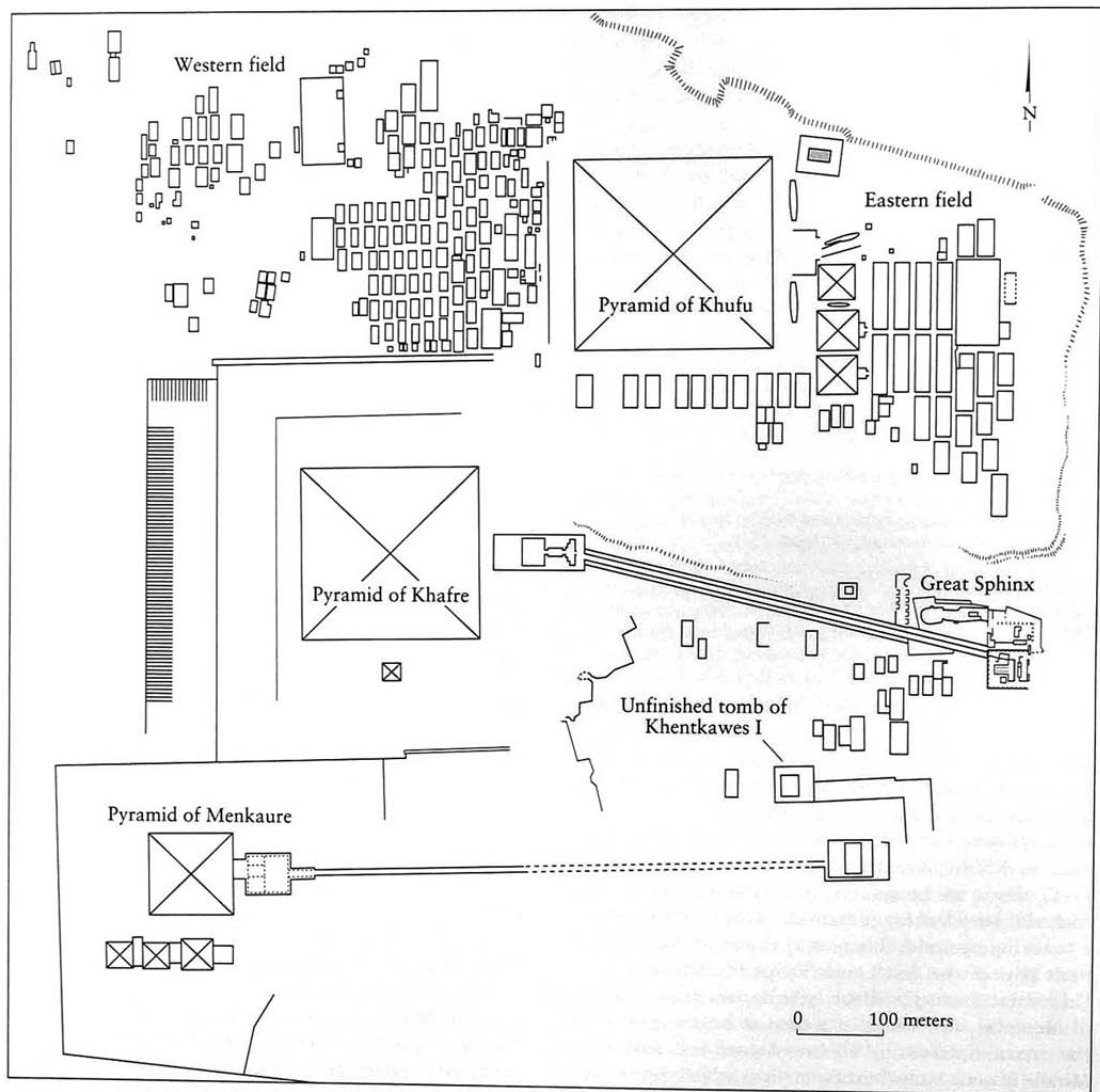 Western field
N
Eastern field
Pyramid of Khufu
Pyramid of Khafre
Great Sphinx
Unfinished tomb of
Khentkawes I
Pyramid of Menkaure
0 100 meters